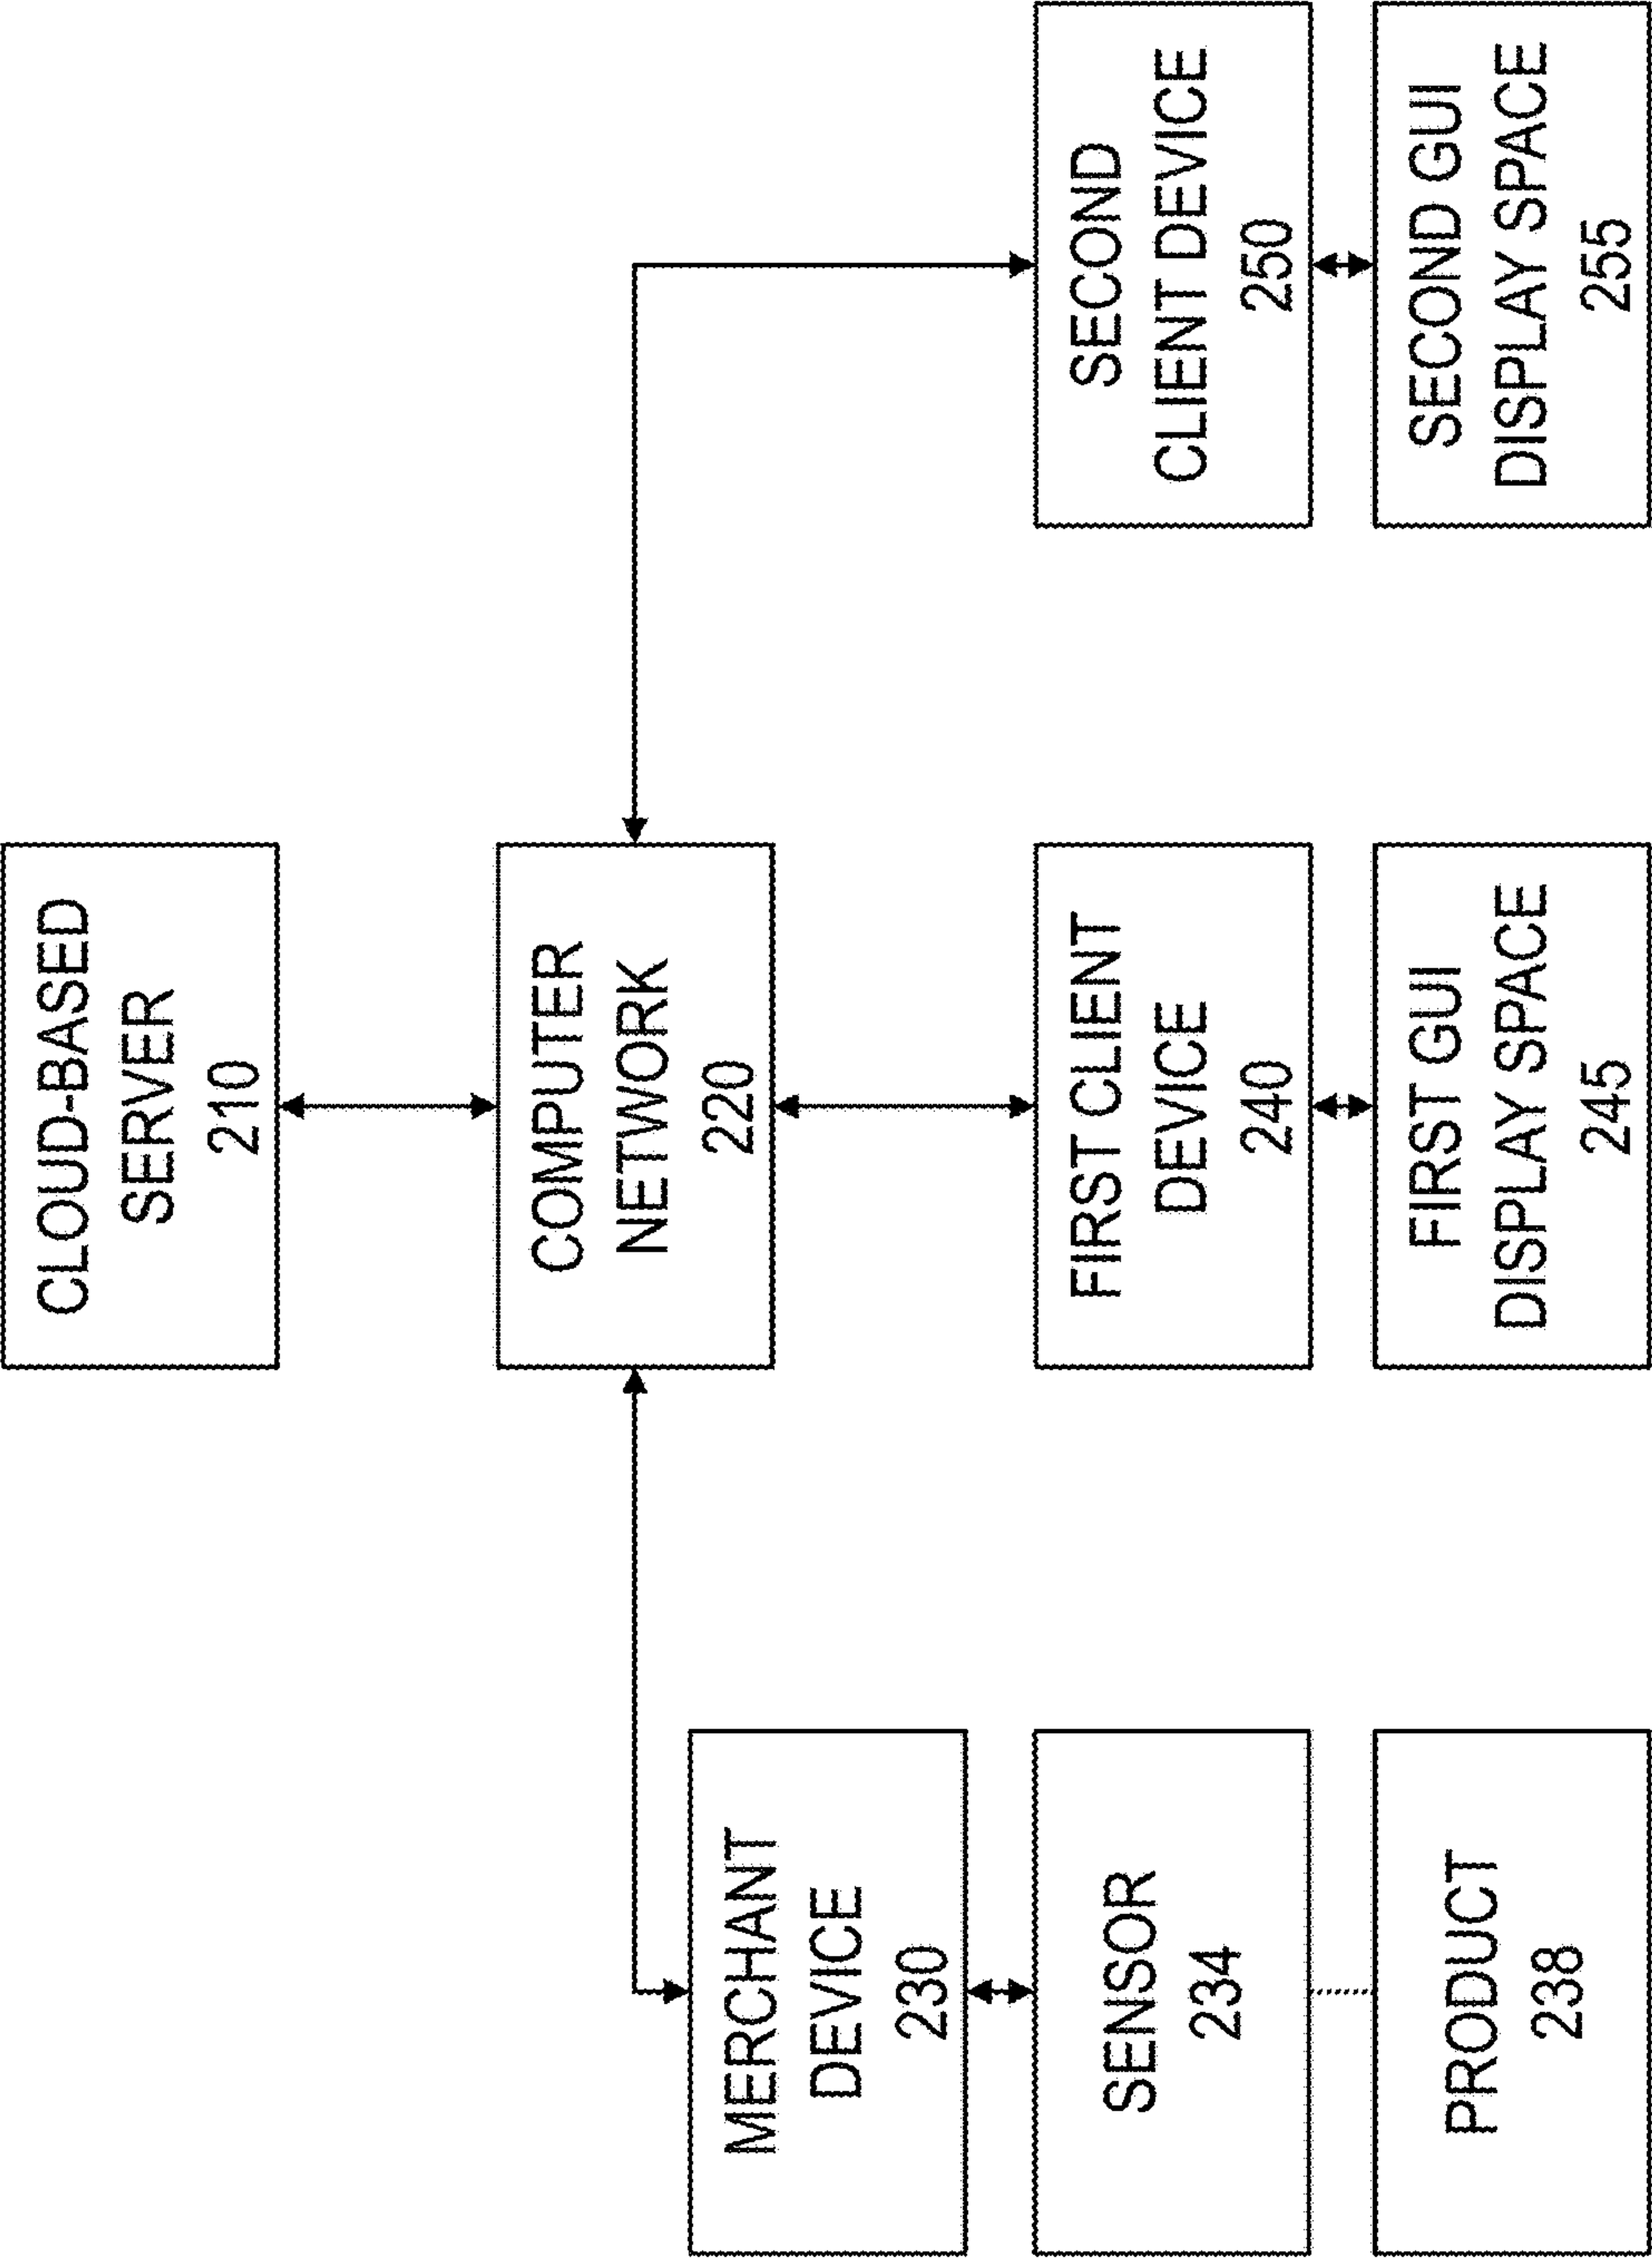 CLOUD-BASED
SERVER
210
COMPUTER
NETWORK
220
MERCHANT
DEVICE
230
SENSOR
234
PRODUCT
238
FIRST CLIENT
DEVICE
240
FIRST GUI
DISPLAY SPACE
245
SECOND
CLIENT DEVICE
250
SECOND GUI
DISPLAY SPACE
255